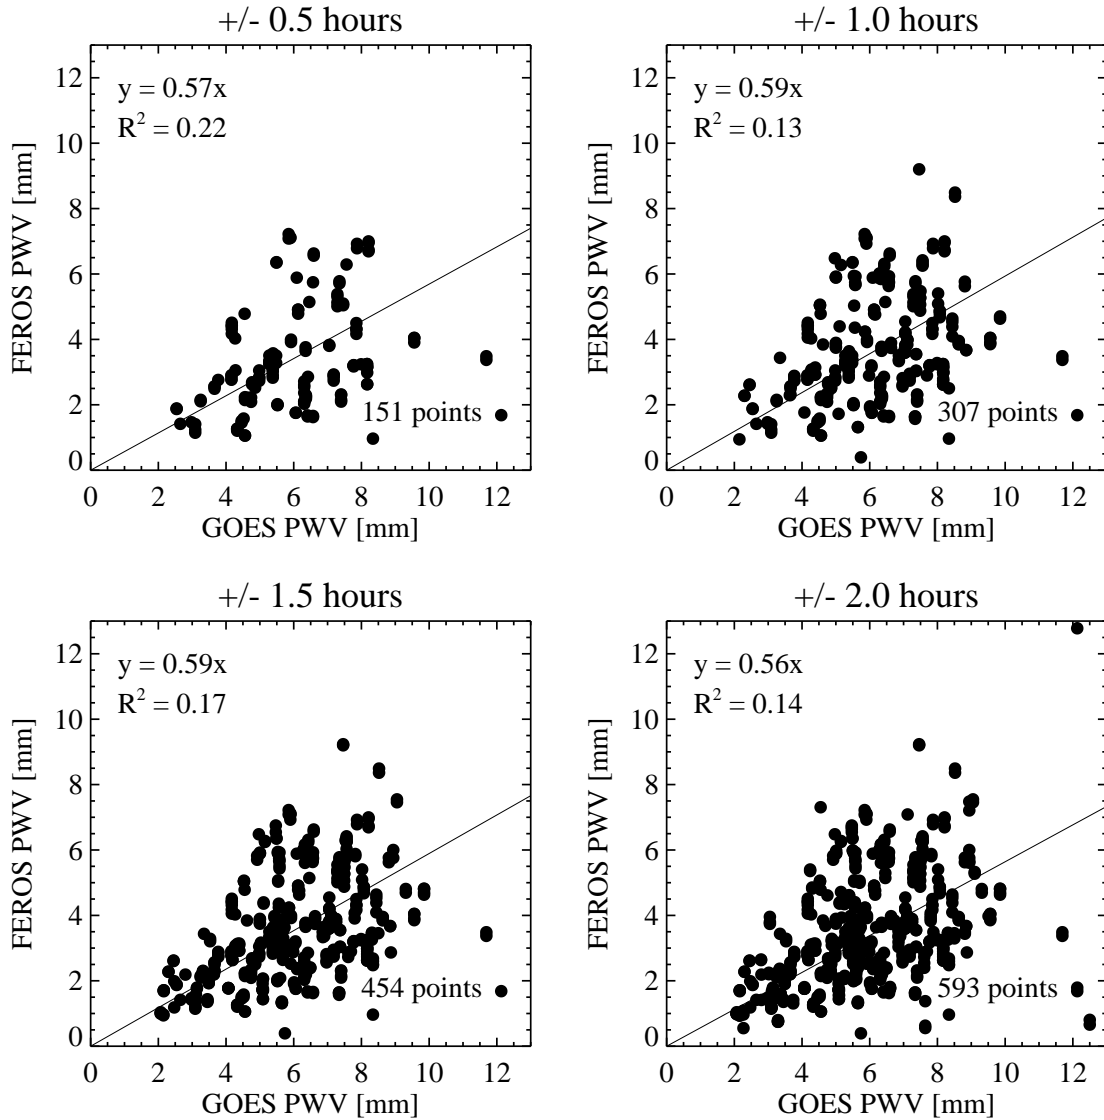 +/- 0.5 hours
y = 0.57x
R² = 0.22
151 points
FEROS PWV [mm]
12
10
8
6
4
2
0
0 2 4 6 8 10 12
GOES PWV [mm]
+/- 1.0 hours
y = 0.59x
R² = 0.13
307 points
FEROS PWV [mm]
12
10
8
6
4
2
0
0 2 4 6 8 10 12
GOES PWV [mm]
+/- 1.5 hours
y = 0.59x
R² = 0.17
454 points
FEROS PWV [mm]
12
10
8
6
4
2
0
0 2 4 6 8 10 12
GOES PWV [mm]
+/- 2.0 hours
y = 0.56x
R² = 0.14
593 points
FEROS PWV [mm]
12
10
8
6
4
2
0
0 2 4 6 8 10 12
GOES PWV [mm]